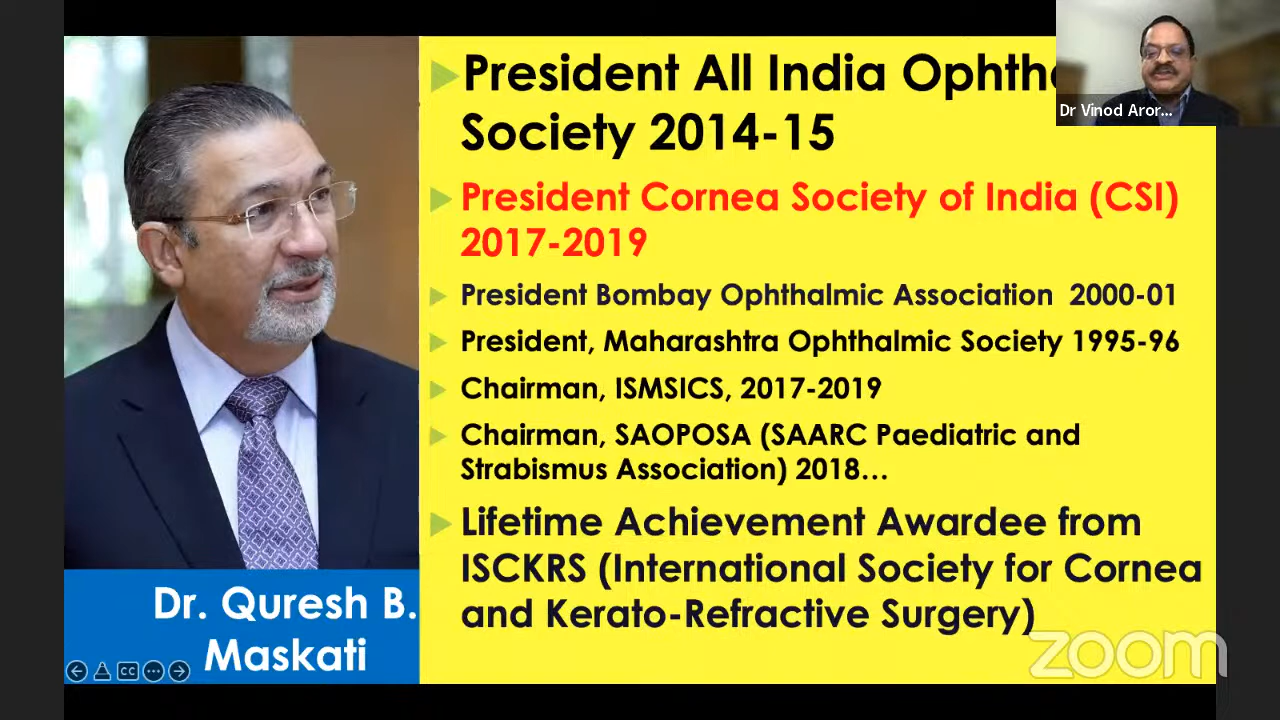 President All India Ophth
Society 2014-15
President Cornea Society of India (CSI)
2017-2019
President Bombay Ophthalmic Association 2000-01
President, Maharashtra Ophthalmic Society 1995-96
Chairman, ISMSICS, 2017-2019
Chairman, SAOPOSA (SAARC Paediatric and
Strabismus Association) 2018...
Lifetime Achievement Awardee from
ISCKRS (International Society for Cornea
and Kerato-Refractive Surgery)
Dr. Quresh B.
Maskati
Dr Vinod Aror...
CC
zoom